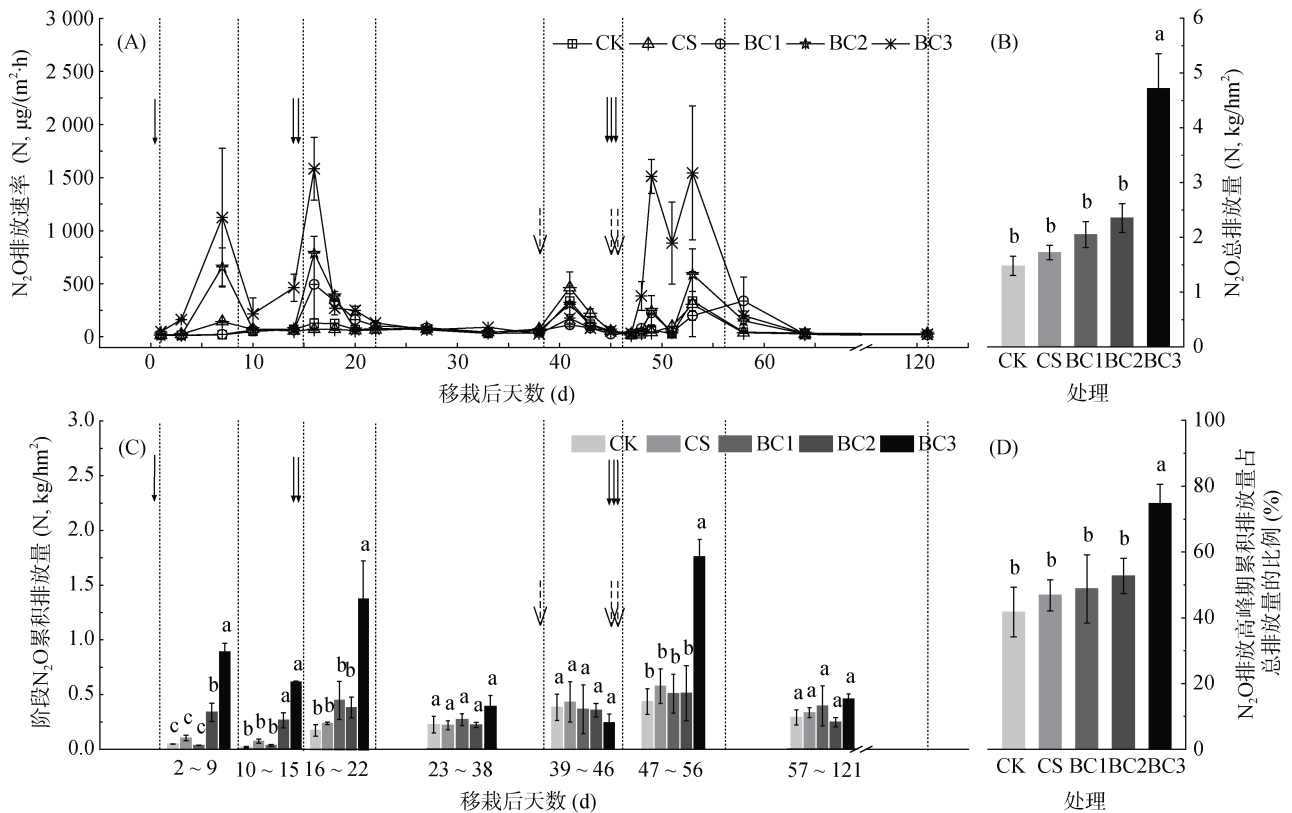 (A)
N₂O排放速率 (N, μg/(m²·h)
3 000
2 500
2 000
1 500
1 000
500
0
CK CS BC1 BC2 BC3
0 10 20 30 40 50 60 120
移栽后天数 (d)
(B)
a
b b b b
6
5
4
3
2
1
0
N₂O总排放量 (N, kg/hm²)
CK CS BC1 BC2 BC3
处理
(C)
阶段N₂O累积排放量 (N, kg/hm²)
3.0
2.5
2.0
1.5
1.0
0.5
0.0
CK CS BC1 BC2 BC3
c c c b a
b b b a a
b b b b a
a a a a a
a a a a a
b b b b a
a a a a a
2 ~ 9 10 ~ 15 16 ~ 22 23 ~ 38 39 ~ 46 47 ~ 56 57 ~ 121
移栽后天数 (d)
(D)
a
b b b b
100
80
60
40
20
0
N₂O排放高峰期累积排放量占
总排放量的比例 (%)
CK CS BC1 BC2 BC3
处理